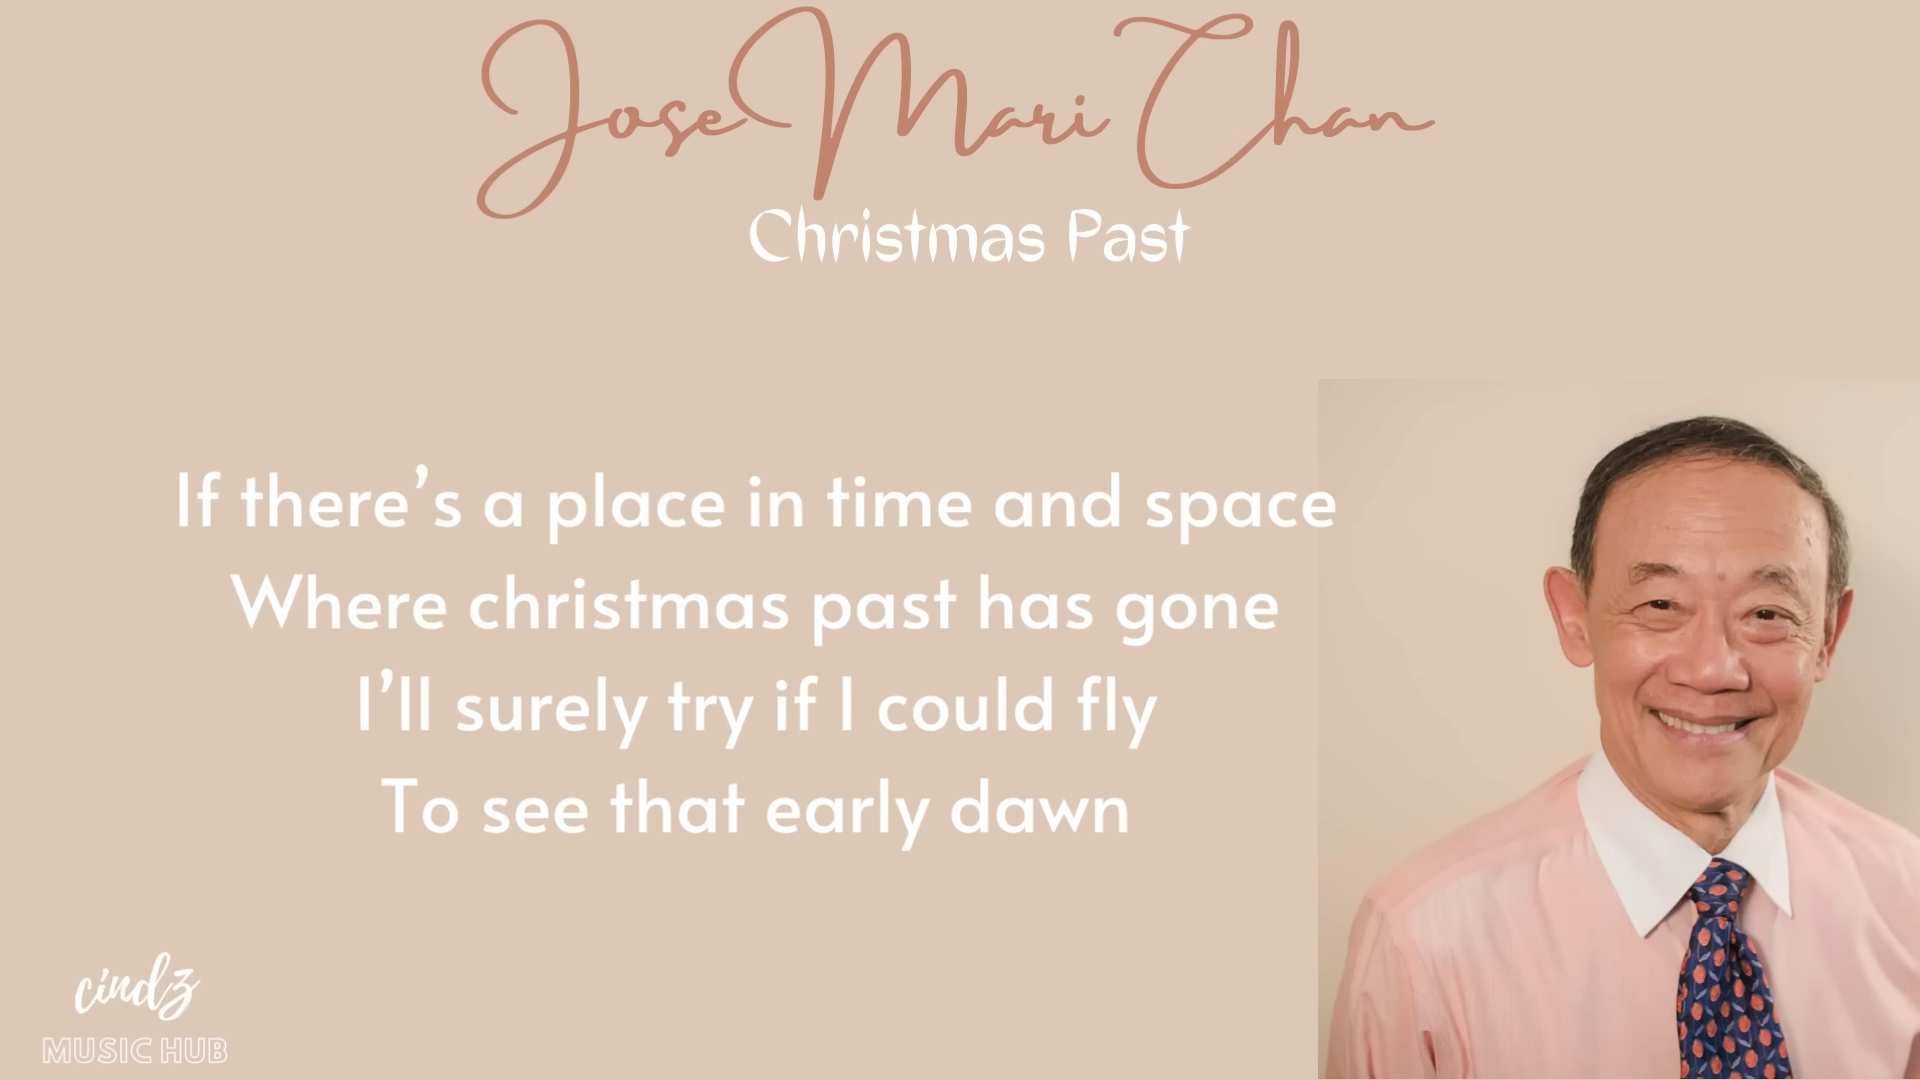 Jose Mari Chan
Christmas Past
If there’s a place in time and space
Where christmas past has gone
I’ll surely try if I could fly
To see that early dawn
cindz
MUSIC HUB